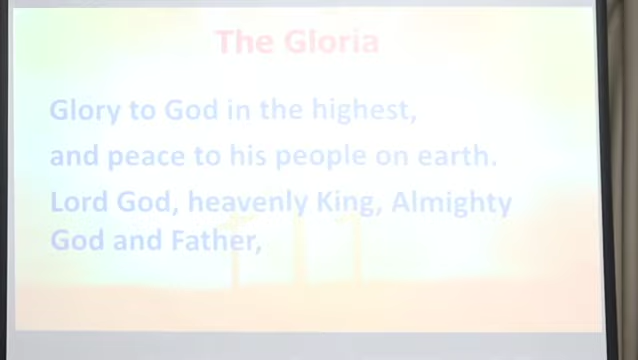 The Gloria
Glory to God in the highest,
and peace to his people on earth.
Lord God, heavenly King, Almighty
God and Father,